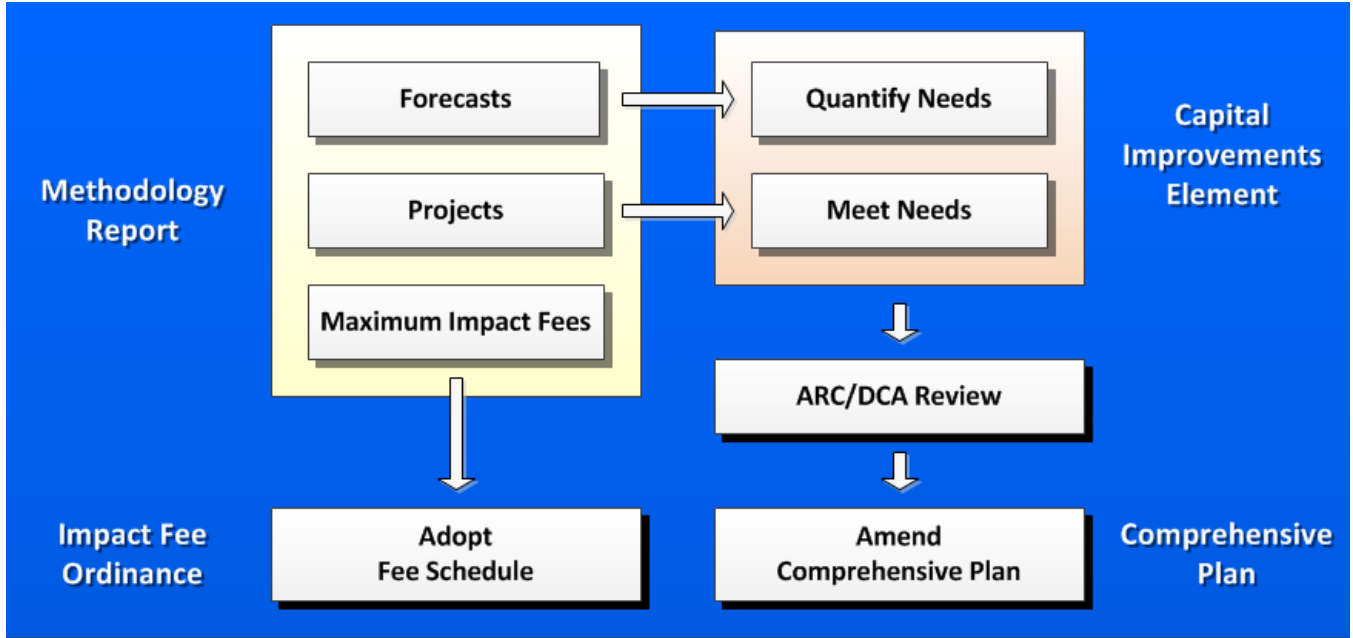 Methodology
Report
Forecasts
Projects
Maximum Impact Fees
Quantify Needs
Meet Needs
Capital
Improvements
Element
ARC/DCA Review
Impact Fee
Ordinance
Adopt
Fee Schedule
Amend
Comprehensive Plan
Comprehensive
Plan